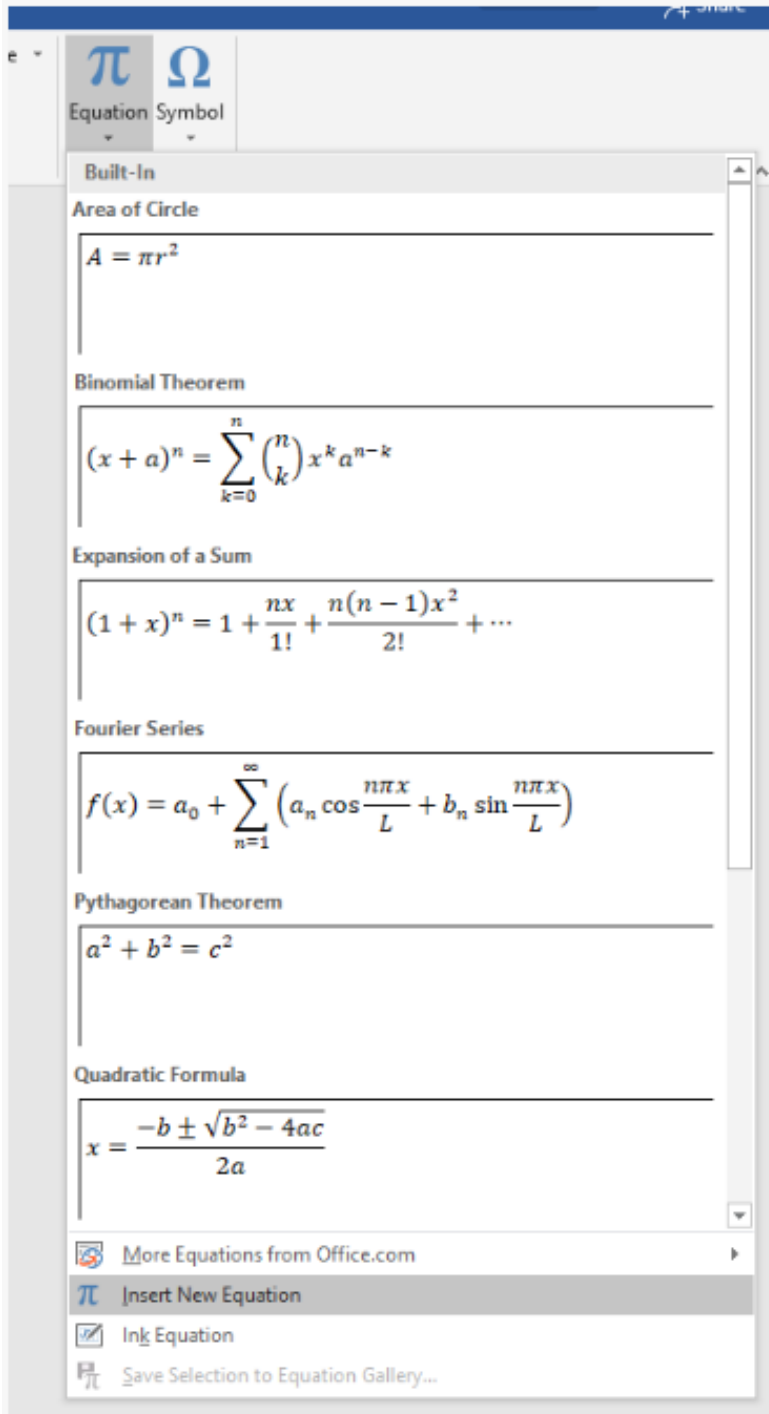 Share
e
π Ω
Equation Symbol
Built-In
Area of Circle
A = πr²
Binomial Theorem
(x + a)ⁿ = ∑ₖ₌₀ⁿ (n k) xᵏaⁿ⁻ᵏ
Expansion of a Sum
(1 + x)ⁿ = 1 + nx/1! + n(n − 1)x²/2! + ⋯
Fourier Series
f(x) = a₀ + ∑ₙ₌₁^∞ (aₙ cos nπx/L + bₙ sin nπx/L)
Pythagorean Theorem
a² + b² = c²
Quadratic Formula
x = (−b ± √(b² − 4ac))/2a
More Equations from Office.com
π Insert New Equation
Ink Equation
Save Selection to Equation Gallery...